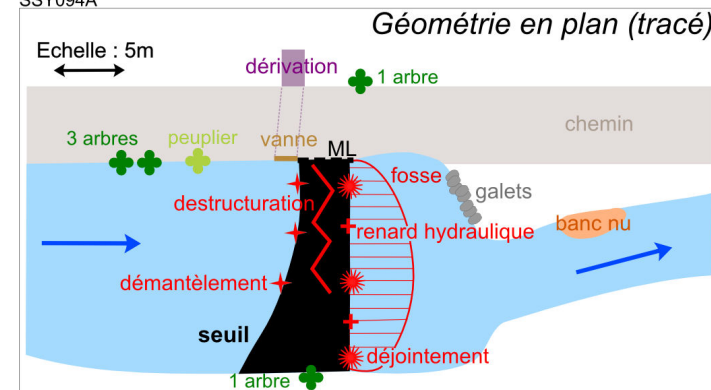 SSY094A
Géométrie en plan (tracé)
Echelle : 5m
dérivation
1 arbre
chemin
3 arbres
peuplier
vanne
ML
fosse
galets
destructuration
renard hydraulique
banc nu
démantèlement
seuil
déjointement
1 arbre